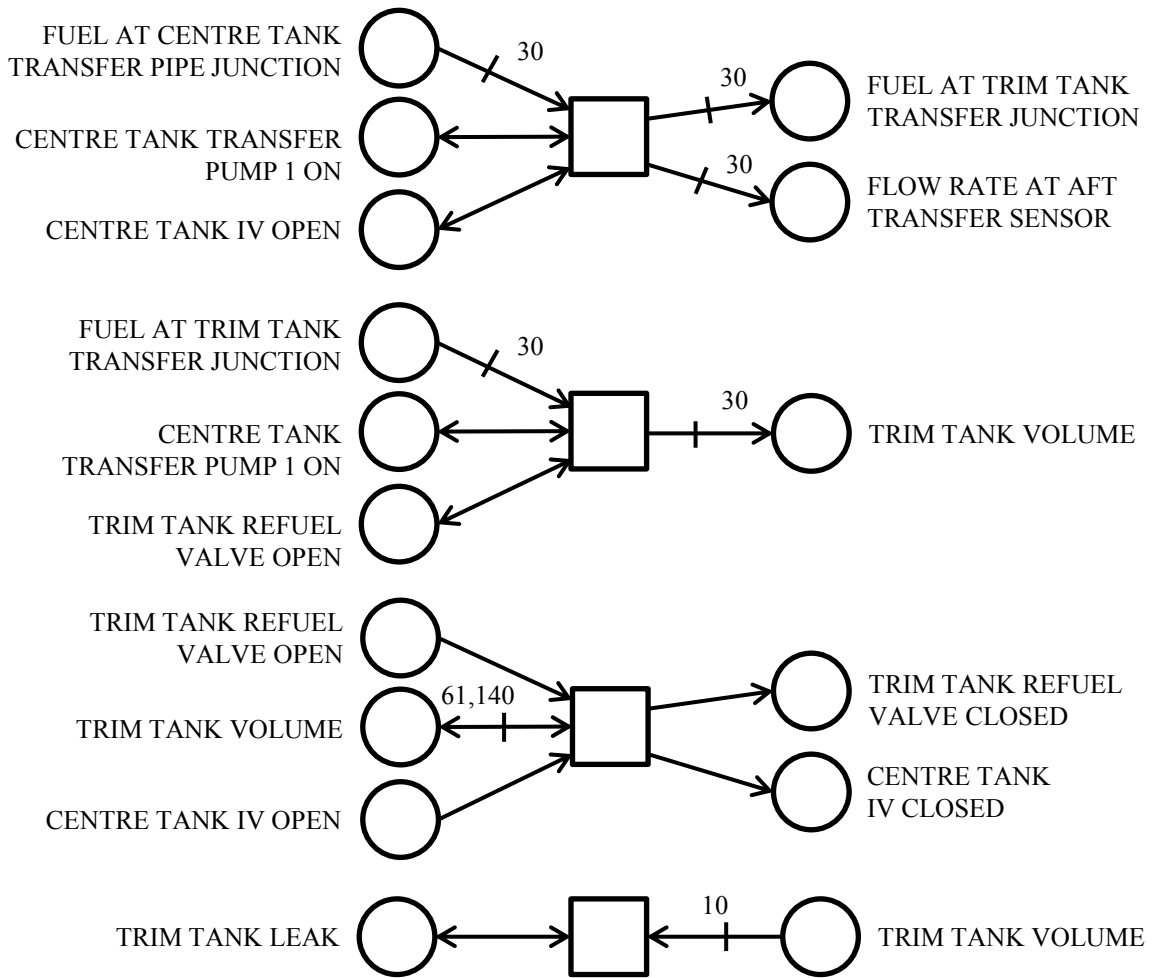 FUEL AT CENTRE TANK
TRANSFER PIPE JUNCTION
30
30
FUEL AT TRIM TANK
TRANSFER JUNCTION
CENTRE TANK TRANSFER
PUMP 1 ON
30
FLOW RATE AT AFT
TRANSFER SENSOR
CENTRE TANK IV OPEN
FUEL AT TRIM TANK
TRANSFER JUNCTION
30
CENTRE TANK
TRANSFER PUMP 1 ON
30
TRIM TANK VOLUME
TRIM TANK REFUEL
VALVE OPEN
TRIM TANK REFUEL
VALVE OPEN
61,140
TRIM TANK VOLUME
TRIM TANK REFUEL
VALVE CLOSED
CENTRE TANK IV OPEN
CENTRE TANK
IV CLOSED
TRIM TANK LEAK
10
TRIM TANK VOLUME